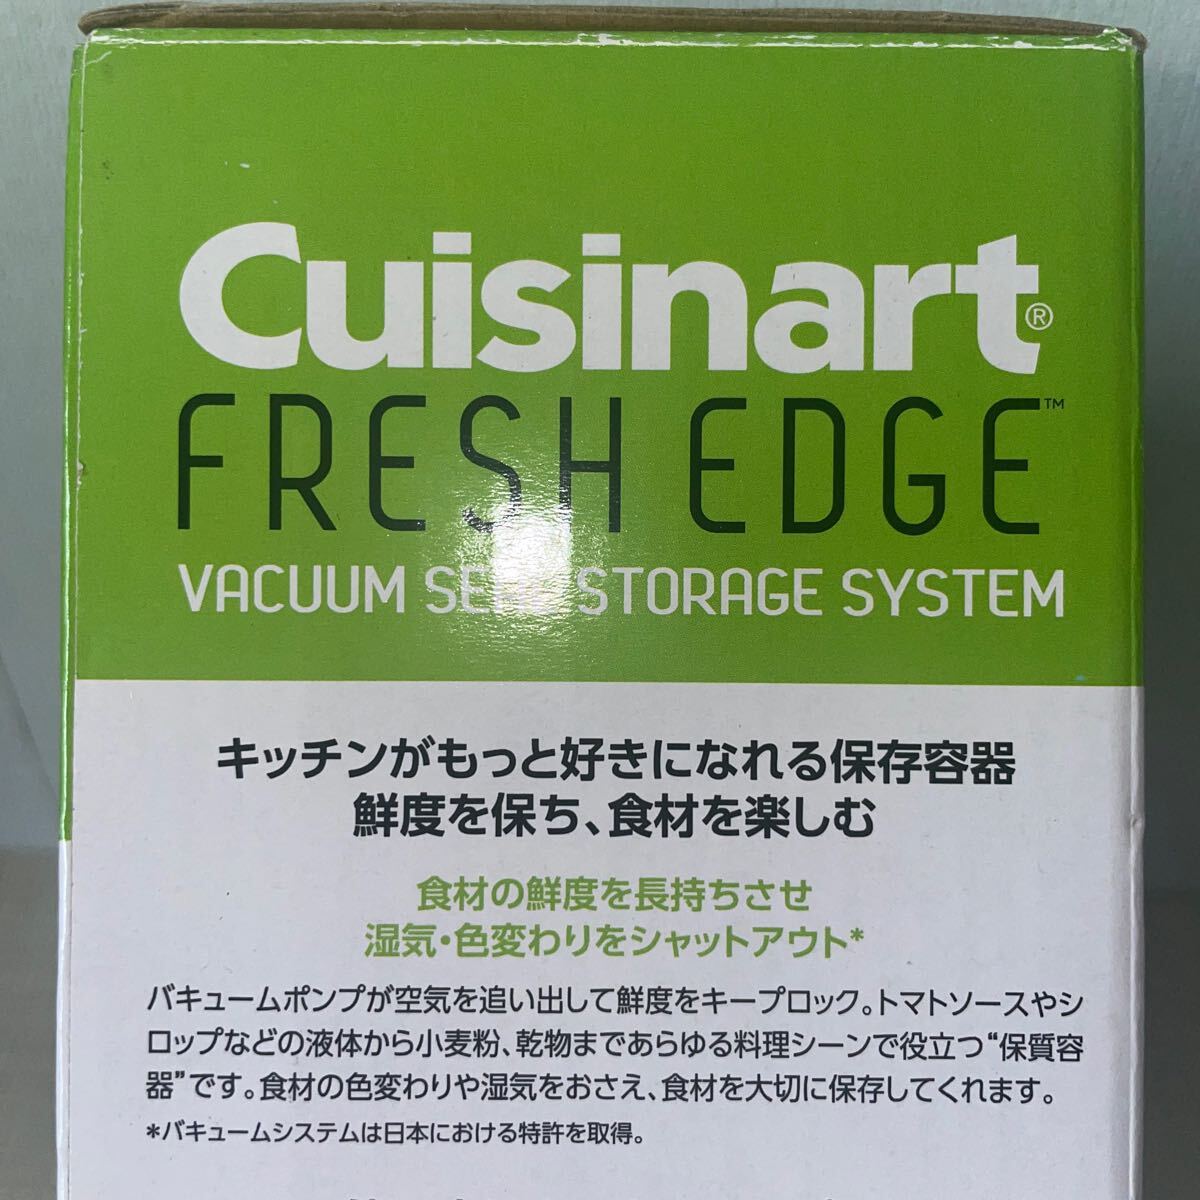 Cuisinart®
FRESH EDGE™
VACUUM SEAL STORAGE SYSTEM
キッチンがもっと好きになれる保存容器
鮮度を保ち、食材を楽しむ
食材の鮮度を長持ちさせ
湿気・色変わりをシャットアウト*
バキュームポンプが空気を追い出して鮮度をキープロック。トマトソースやシ
ロップなどの液体から小麦粉、乾物まであらゆる料理シーンで役立つ“保質容
器”です。食材の色変わりや湿気をおさえ、食材を大切に保存してくれます。
*バキュームシステムは日本における特許を取得。